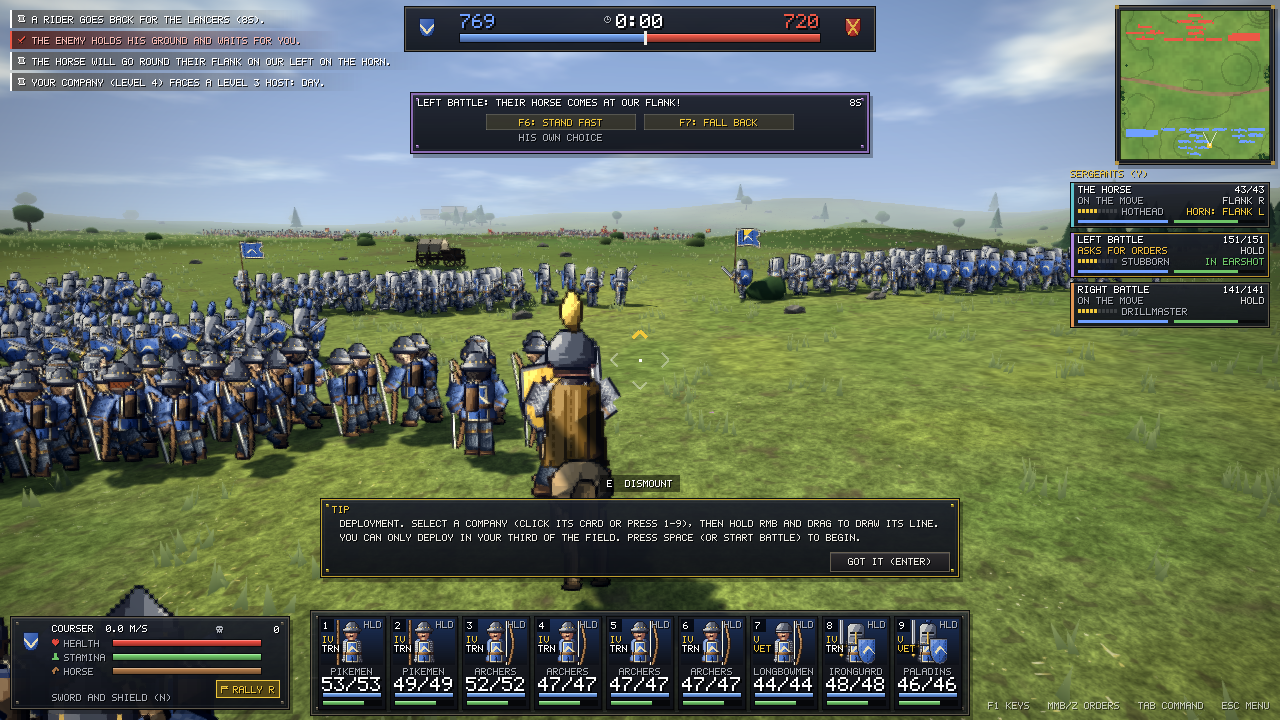 A RIDER GOES BACK FOR THE LANCERS (8S).
THE ENEMY HOLDS HIS GROUND AND WAITS FOR YOU.
THE HORSE WILL GO ROUND THEIR FLANK ON OUR LEFT ON THE HORN.
YOUR COMPANY (LEVEL 4) FACES A LEVEL 3 HOST: DAY.
769 0:00 720
LEFT BATTLE: THEIR HORSE COMES AT OUR FLANK! 8S
F6: STAND FAST F7: FALL BACK
HIS OWN CHOICE
SERGEANTS (Y)
THE HORSE 43/43
ON THE MOVE FLANK R
HOTHEAD HORN: FLANK L
LEFT BATTLE 151/151
ASKS FOR ORDERS HOLD
STUBBORN IN EARSHOT
RIGHT BATTLE 141/141
ON THE MOVE HOLD
DRILLMASTER
E DISMOUNT
TIP
DEPLOYMENT. SELECT A COMPANY (CLICK ITS CARD OR PRESS 1-9), THEN HOLD RMB AND DRAG TO DRAW ITS LINE.
YOU CAN ONLY DEPLOY IN YOUR THIRD OF THE FIELD. PRESS SPACE (OR START BATTLE) TO BEGIN.
GOT IT (ENTER)
COURSER 0.0 M/S 0
HEALTH
STAMINA
HORSE
SWORD AND SHIELD (N) RALLY R
1 HLD 2 HLD 3 HLD 4 HLD 5 HLD 6 HLD 7 HLD 8 HLD 9 HLD
IV IV IV IV IV IV V IV V
TRN TRN TRN TRN TRN TRN VET TRN VET
PIKEMEN PIKEMEN ARCHERS ARCHERS ARCHERS ARCHERS LONGBOWMEN IRONGUARD PALADINS
53/53 49/49 52/52 47/47 47/47 47/47 44/44 48/48 46/46
F1 KEYS MMB/Z ORDERS TAB COMMAND ESC MENU